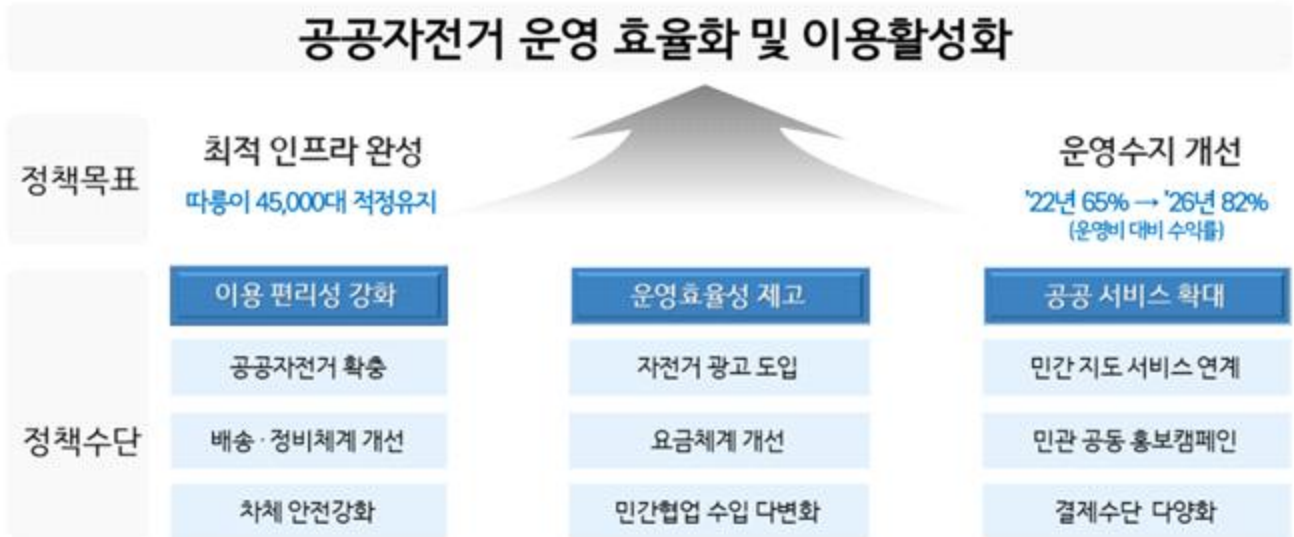 공공자전거 운영 효율화 및 이용활성화
정책목표
최적 인프라 완성
따릉이 45,000대 적정유지
운영수지 개선
'22년 65% → '26년 82%
(운영비 대비 수익률)
정책수단
이용 편리성 강화
공공자전거 확충
배송·정비체계 개선
차체 안전강화
운영효율성 제고
자전거 광고 도입
요금체계 개선
민간협업 수입 다변화
공공 서비스 확대
민간 지도 서비스 연계
민관 공동 홍보캠페인
결제수단 다양화